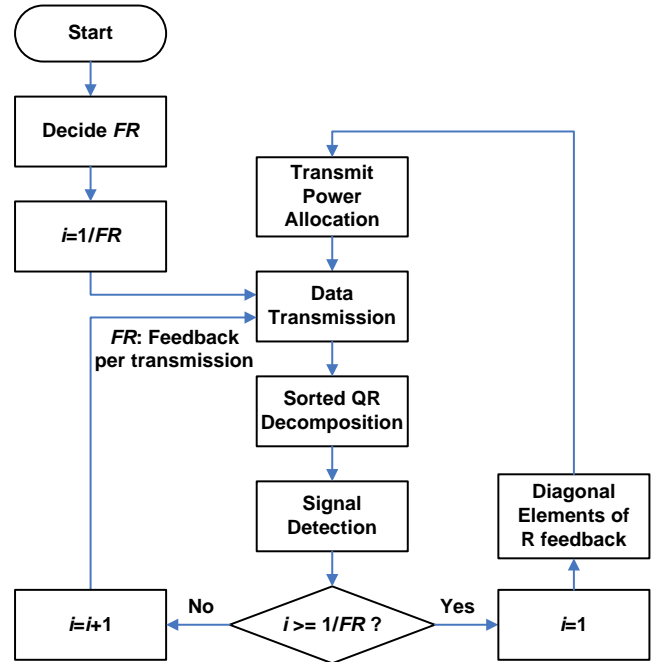 Start
Decide FR
i=1/FR
Transmit
Power
Allocation
Data
Transmission
FR: Feedback
per transmission
Sorted QR
Decomposition
Signal
Detection
Diagonal
Elements of
R feedback
i=i+1
No
i >= 1/FR ?
Yes
i=1